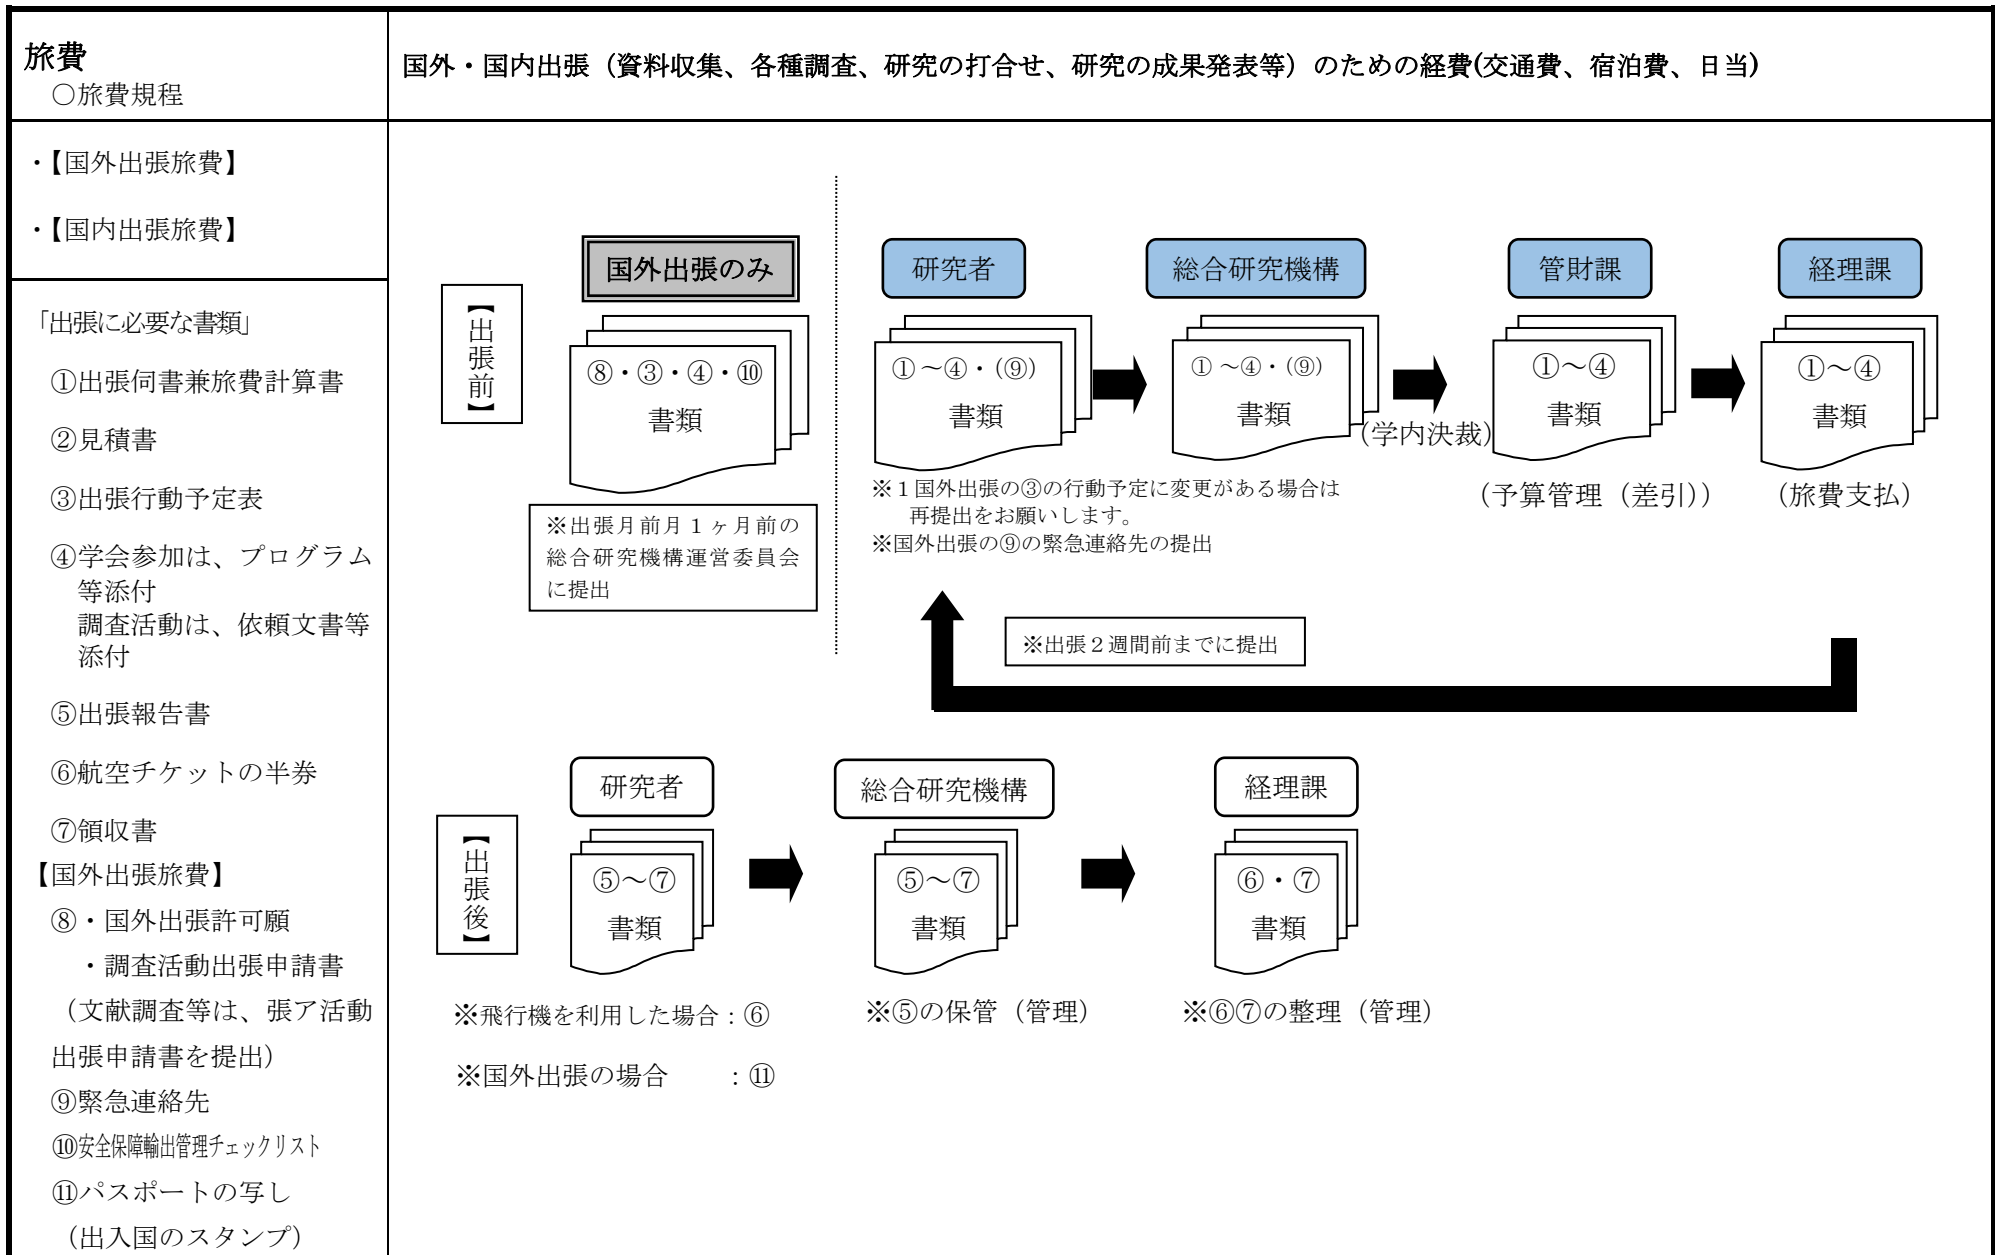 旅費
○旅費規程
国外・国内出張（資料収集、各種調査、研究の打合せ、研究の成果発表等）のための経費(交通費、宿泊費、日当)
・【国外出張旅費】
・【国内出張旅費】
「出張に必要な書類」
①出張伺書兼旅費計算書
②見積書
③出張行動予定表
④学会参加は、プログラム
等添付
調査活動は、依頼文書等
添付
⑤出張報告書
⑥航空チケットの半券
⑦領収書
【国外出張旅費】
⑧・国外出張許可願
・調査活動出張申請書
（文献調査等は、張ア活動
出張申請書を提出）
⑨緊急連絡先
⑩安全保障輸出管理チェックリスト
⑪パスポートの写し
（出入国のスタンプ）
【出張前】
国外出張のみ
⑧・③・④・⑩
書類
※出張月前月１ヶ月前の
総合研究機構運営委員会
に提出
研究者
①～④・（⑨）
書類
総合研究機構
① ～④・（⑨）
書類
（学内決裁）
管財課
①～④
書類
（予算管理（差引））
経理課
①～④
書類
（旅費支払）
※１国外出張の③の行動予定に変更がある場合は
再提出をお願いします。
※国外出張の⑨の緊急連絡先の提出
※出張２週間前までに提出
【出張後】
研究者
⑤～⑦
書類
総合研究機構
⑤～⑦
書類
経理課
⑥・⑦
書類
※飛行機を利用した場合：⑥
※国外出張の場合　　：⑪
※⑤の保管（管理）
※⑥⑦の整理（管理）